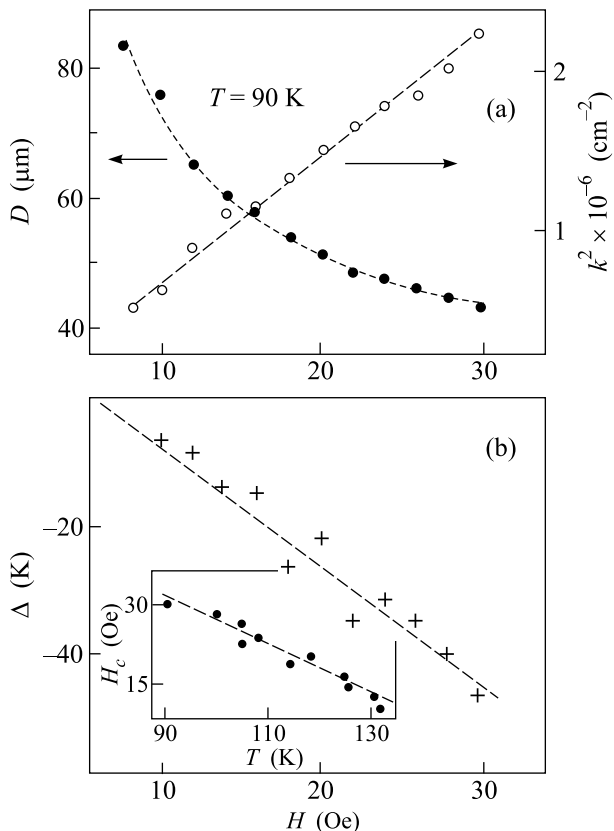 80
60
40
D (μm)
T = 90 K
(a)
2
1
k² × 10⁻⁶ (cm⁻²)
10
20
30
(b)
–20
–40
Δ (K)
30
15
H_c (Oe)
90
110
130
T (K)
10
20
30
H (Oe)